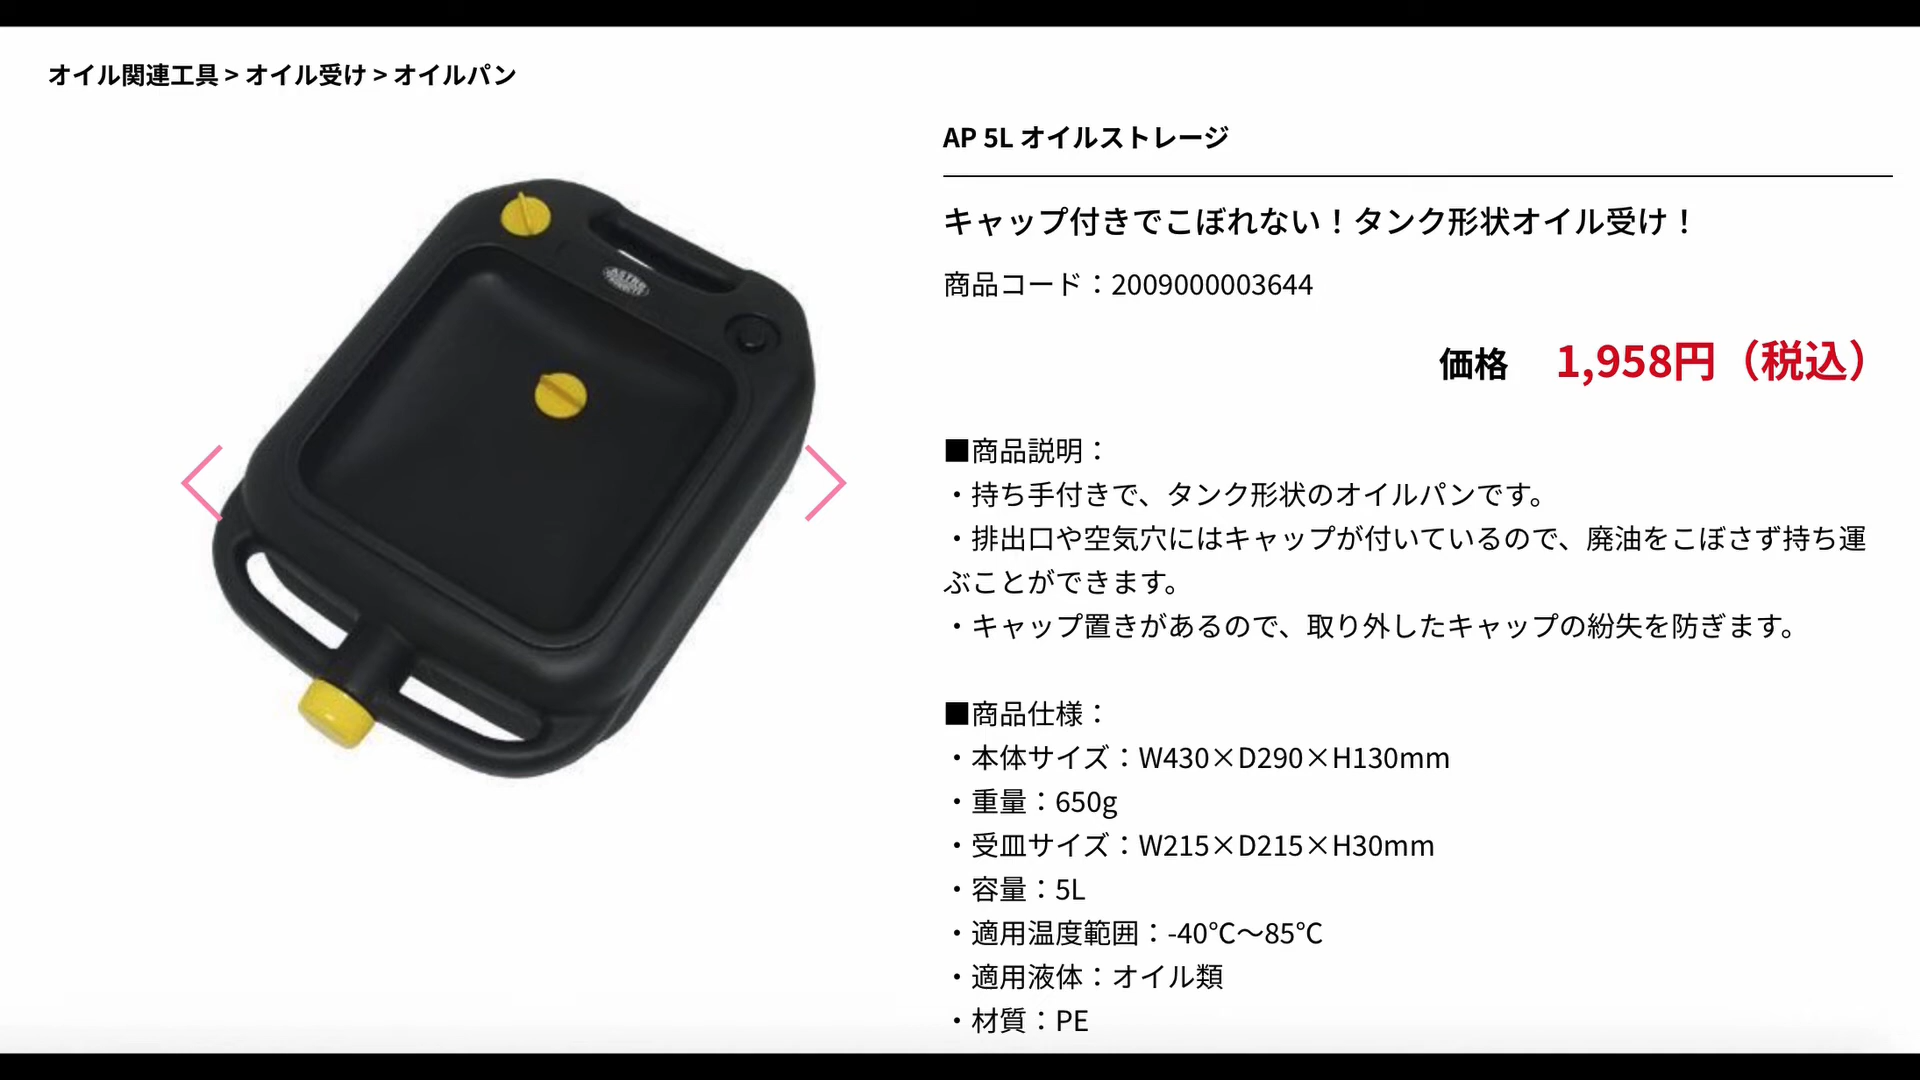 オイル関連工具 > オイル受け > オイルパン
AP 5L オイルストレージ
キャップ付きでこぼれない！タンク形状オイル受け！
商品コード：2009000003644
価格 1,958円（税込）
■商品説明：
・持ち手付きで、タンク形状のオイルパンです。
・排出口や空気穴にはキャップが付いているので、廃油をこぼさず持ち運
ぶことができます。
・キャップ置きがあるので、取り外したキャップの紛失を防ぎます。
■商品仕様：
・本体サイズ：W430×D290×H130mm
・重量：650g
・受皿サイズ：W215×D215×H30mm
・容量：5L
・適用温度範囲：-40℃～85℃
・適用液体：オイル類
・材質：PE